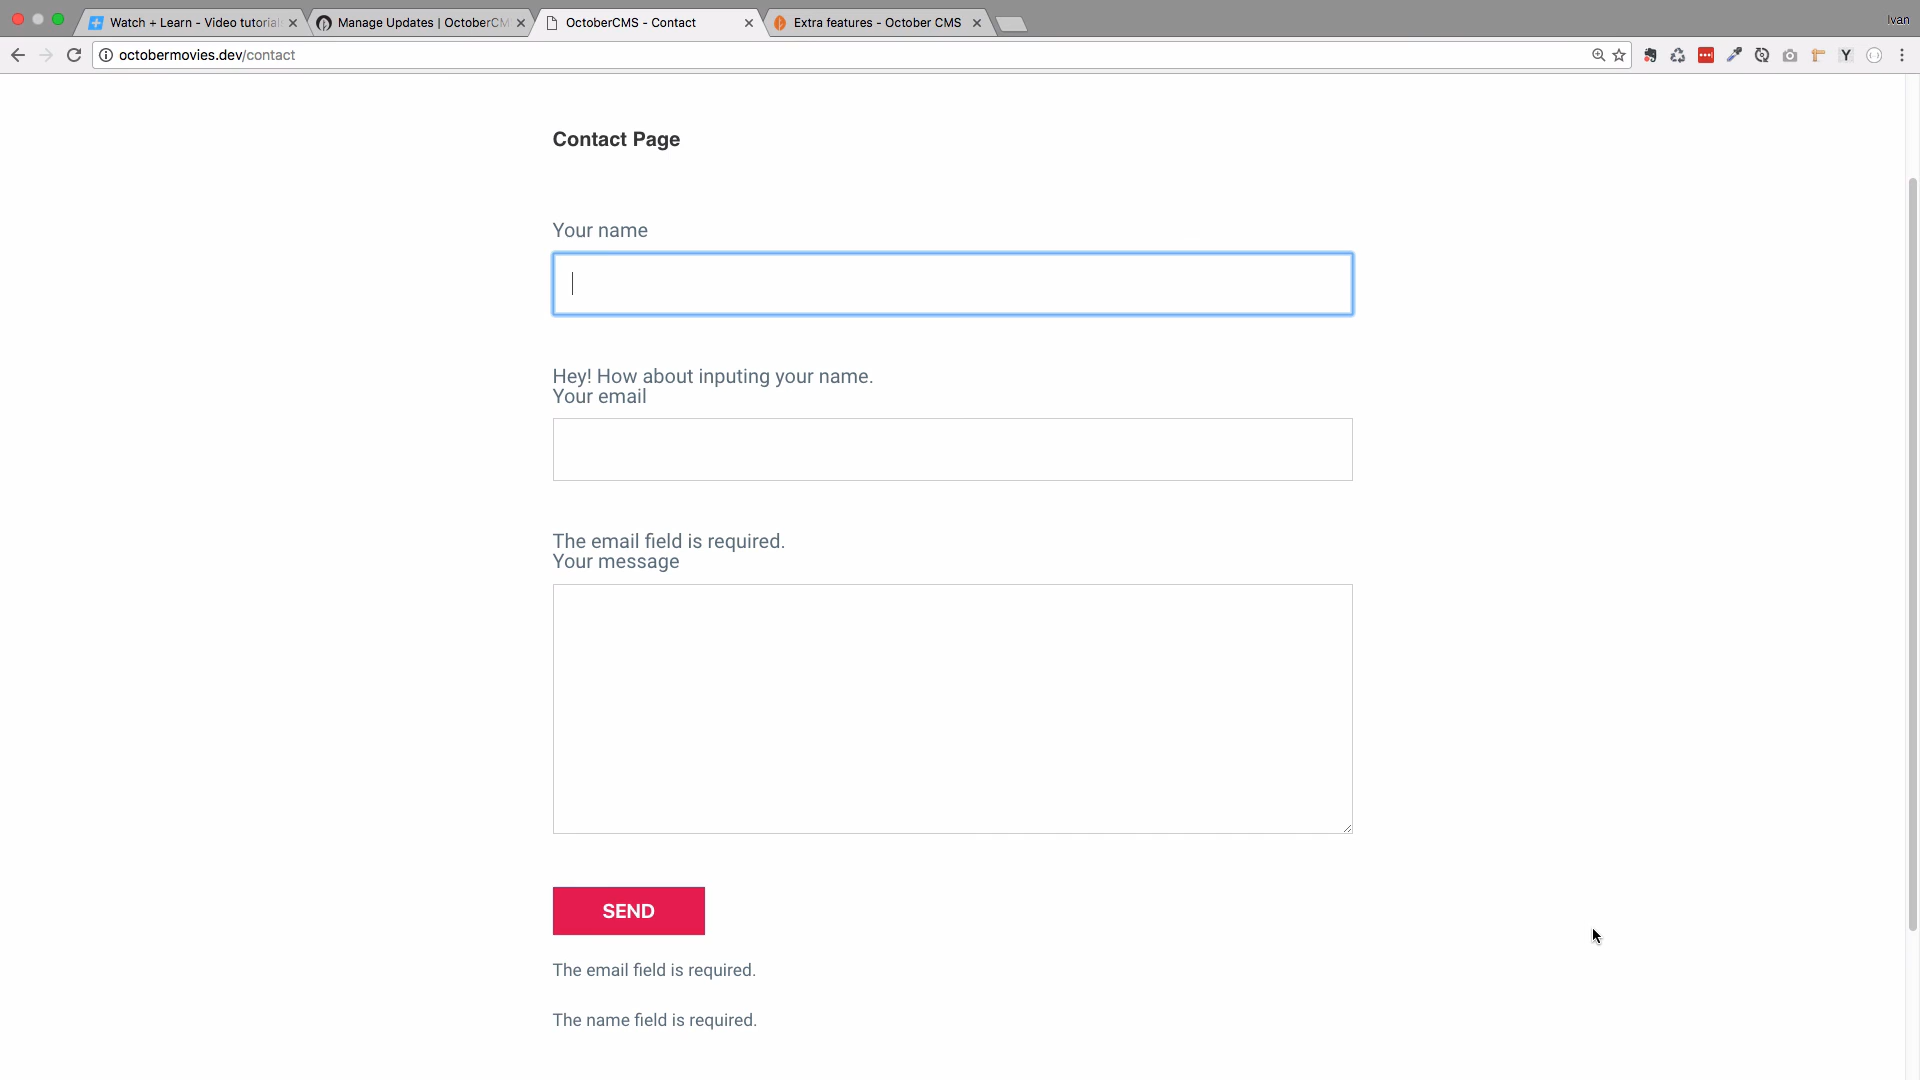 Ivan
Watch + Learn - Video tutorial
Manage Updates | OctoberCM
OctoberCMS - Contact
Extra features - October CMS
octobermovies.dev/contact
Y
Contact Page
Your name
Hey! How about inputing your name.
Your email
The email field is required.
Your message
SEND
The email field is required.
The name field is required.